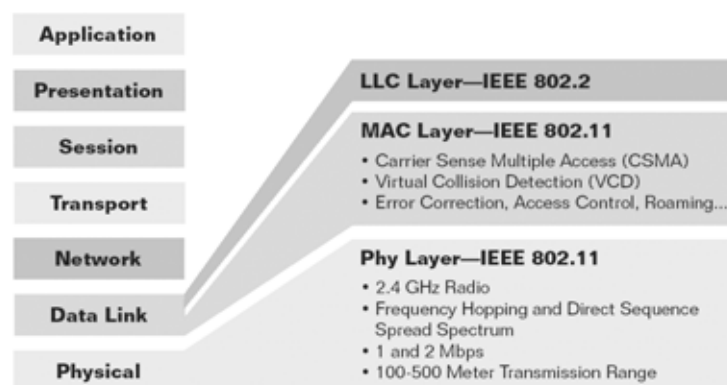 Application
Presentation
Session
Transport
Network
Data Link
Physical
LLC Layer—IEEE 802.2
MAC Layer—IEEE 802.11
• Carrier Sense Multiple Access (CSMA)
• Virtual Collision Detection (VCD)
• Error Correction, Access Control, Roaming...
Phy Layer—IEEE 802.11
• 2.4 GHz Radio
• Frequency Hopping and Direct Sequence
Spread Spectrum
• 1 and 2 Mbps
• 100-500 Meter Transmission Range